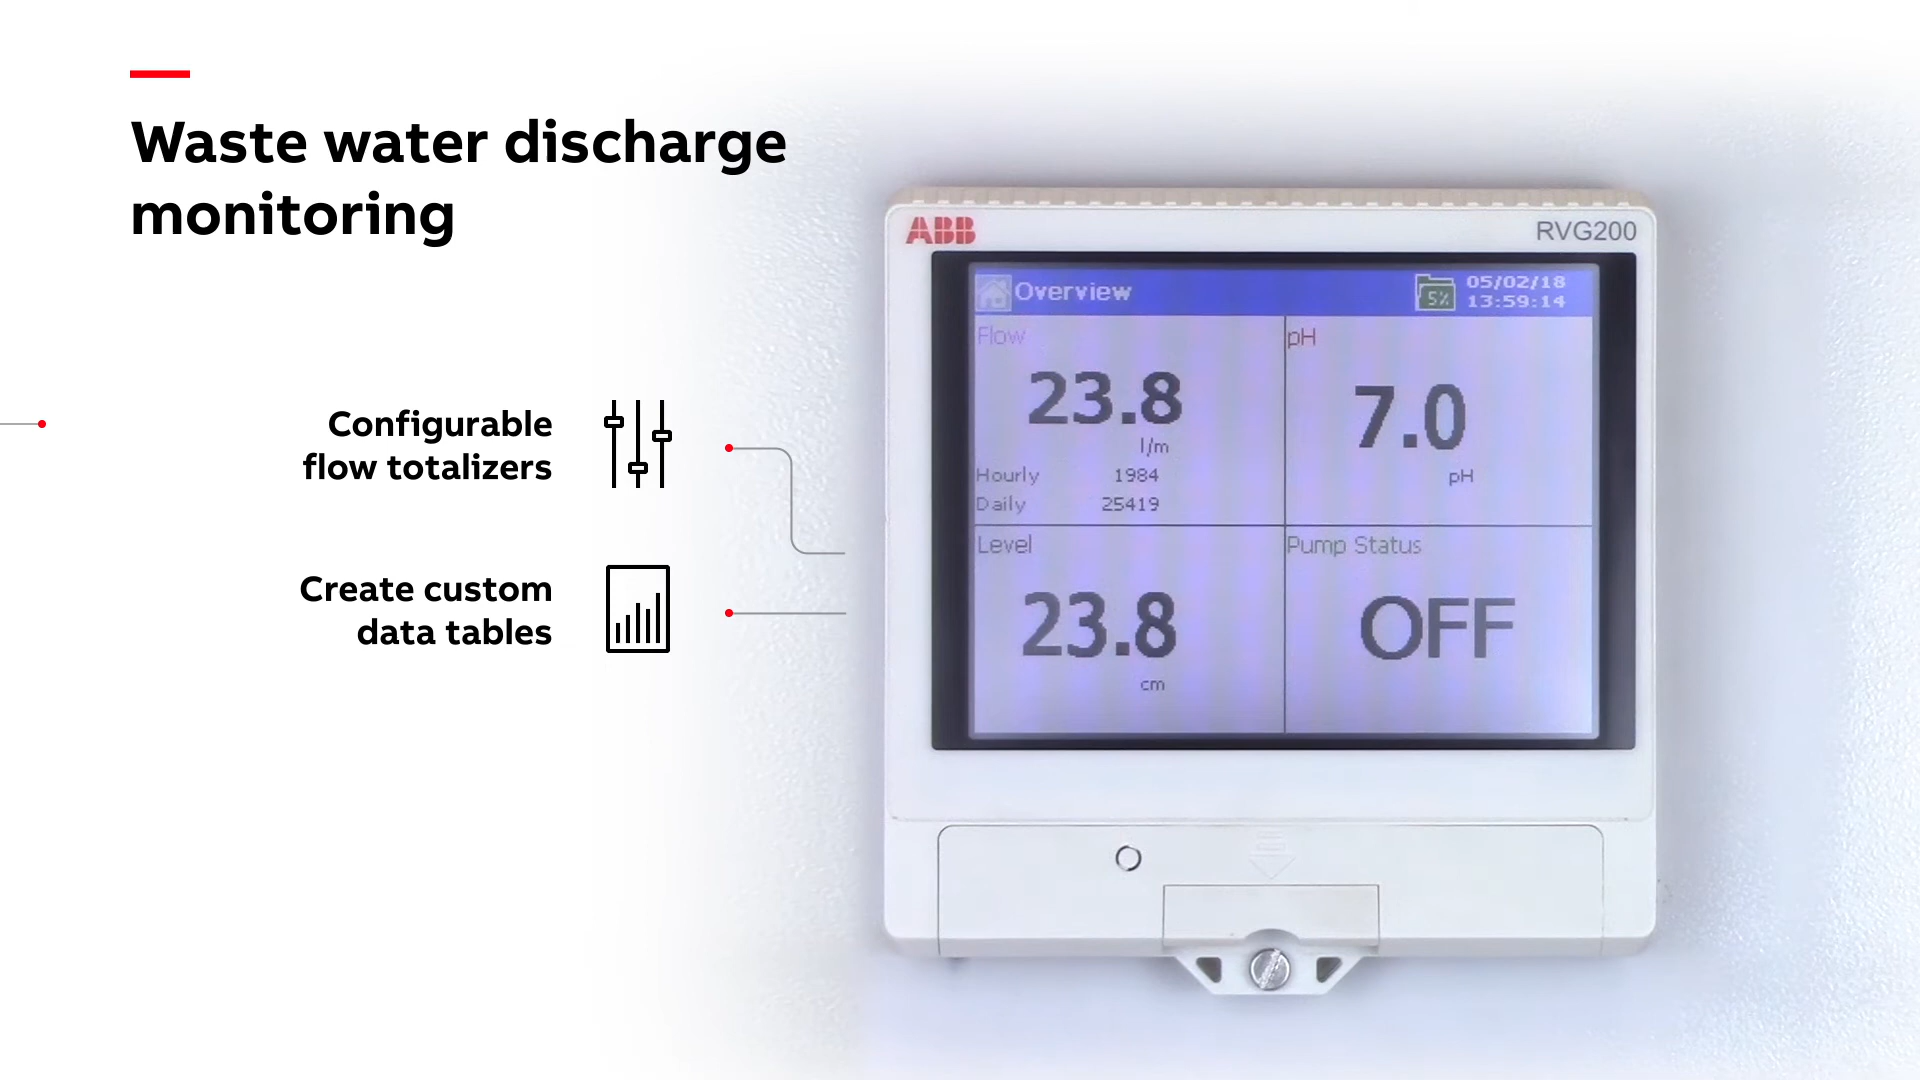 Waste water discharge
monitoring
Configurable
flow totalizers
Create custom
data tables
ABB
RVG200
Overview
5%
05/02/18
13:59:14
Flow
23.8
l/m
Hourly 1984
Daily 25419
pH
7.0
pH
Level
23.8
cm
Pump Status
OFF